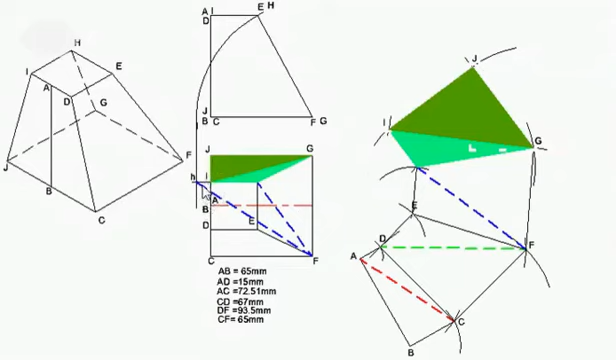 H
I
E
A
D
G
J
F
B
C
A I
D
E H
J
B C
F G
J
G
h
I
A
B
D
E
C
F
AB = 65mm
AD = 15mm
AC = 72.51mm
CD = 67mm
DF = 93.5mm
CF = 65mm
J
I
G
E
D
F
A
C
B